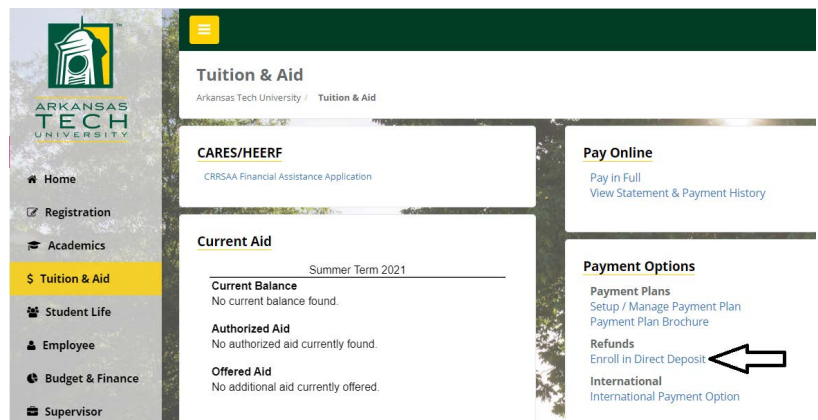 ARKANSAS
TECH
UNIVERSITY
Home
Registration
Academics
$ Tuition & Aid
Student Life
Employee
Budget & Finance
Supervisor
Tuition & Aid
Arkansas Tech University / Tuition & Aid
CARES/HEERF
CRRSAA Financial Assistance Application
Current Aid
Summer Term 2021
Current Balance
No current balance found.
Authorized Aid
No authorized aid currently found.
Offered Aid
No additional aid currently offered.
Pay Online
Pay in Full
View Statement & Payment History
Payment Options
Payment Plans
Setup / Manage Payment Plan
Payment Plan Brochure
Refunds
Enroll in Direct Deposit
International
International Payment Option